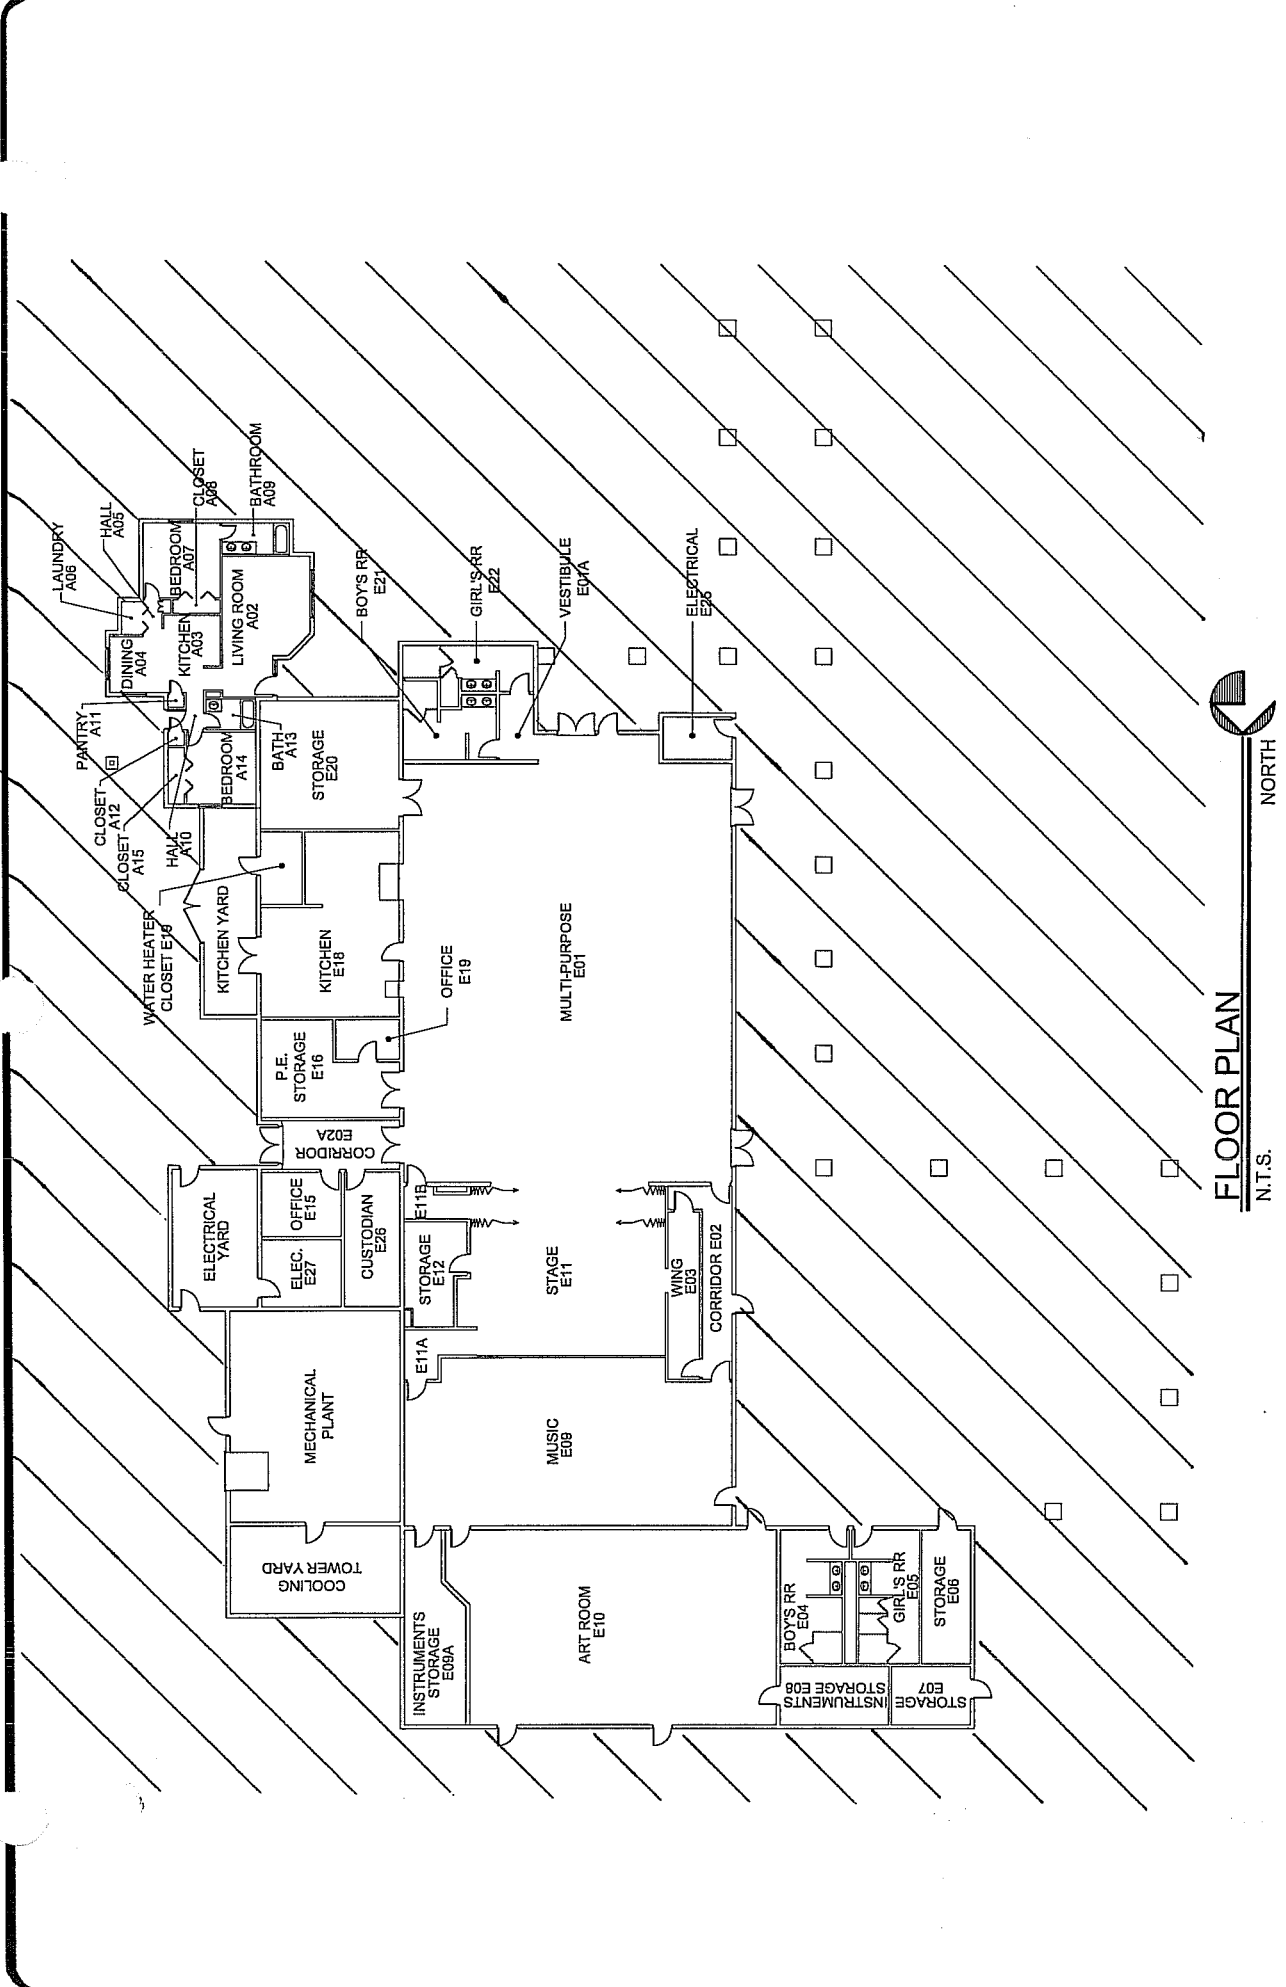 LAUNDRY
A06
HALL
A05
CLOSET
A08
BATHROOM
A09
BEDROOM
A07
DINING
A04
KITCHEN
A03
LIVING ROOM
A02
PANTRY
A11
CLOSET
A12
CLOSET
A15
HALL
A10
BEDROOM
A14
BATH.
A13
STORAGE
E20
BOY'S RR
E21
GIRL'S RR
E22
VESTIBULE
E01A
ELECTRICAL
E25
WATER HEATER
CLOSET E19
KITCHEN YARD
KITCHEN
E18
OFFICE
E19
MULTI-PURPOSE
E01
P.E.
STORAGE
E16
CORRIDOR
E02A
ELECTRICAL
YARD
OFFICE
E15
ELEC.
E27
CUSTODIAN
E26
E11B
STORAGE
E12
STAGE
E11
WING
E03
CORRIDOR E02
E11A
MECHANICAL
PLANT
MUSIC
E09
COOLING
TOWER YARD
INSTRUMENTS
STORAGE
E09A
ART ROOM
E10
BOY'S RR
E04
GIRL'S RR
E05
STORAGE
E06
INSTRUMENTS
STORAGE E08
STORAGE
E07
FLOOR PLAN
N.T.S.
NORTH